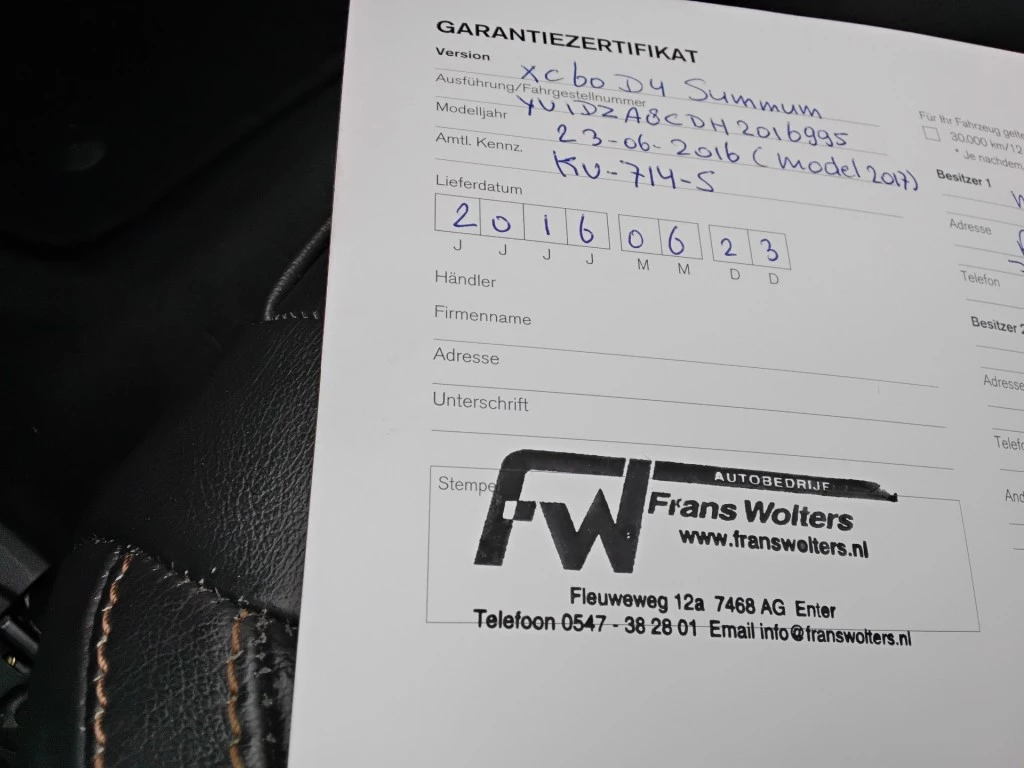 GARANTIEZERTIFIKAT
Version XC60 D4 Summum
Ausführung/Fahrgestellnummer YV1DZA8CDH2016995
Modelljahr 23-06-2016 (Model 2017)
Amtl. Kennz. KV-714-S
Lieferdatum
2 0 1 6 0 6 2 3
J J J J M M D D
Händler
Firmenname
Adresse
Unterschrift
Stempe
AUTOBEDRIJF
FW Frans Wolters
www.franswolters.nl
Fleuweweg 12a 7468 AG Enter
Telefoon 0547 - 38 28 01 Email info@franswolters.nl
Für Ihr Fahrzeug gelte
30.000 km/12
* Je nachdem,
Besitzer 1
Adresse
Telefon
Besitzer 2
Adresse
Telefo
And